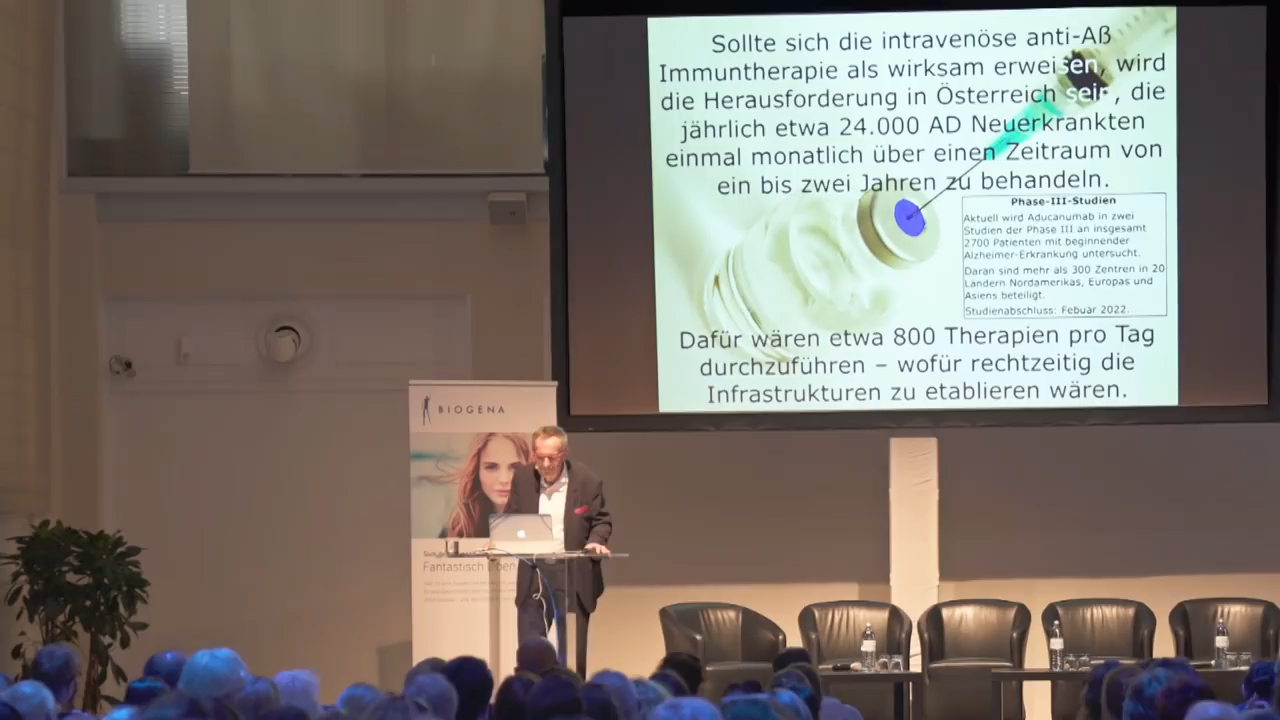 Sollte sich die intravenöse anti-Aß
Immuntherapie als wirksam erweisen, wird
die Herausforderung in Österreich sein, die
jährlich etwa 24.000 AD Neuerkrankten
einmal monatlich über einen Zeitraum von
ein bis zwei Jahren zu behandeln.
Phase-III-Studien
Aktuell wird Aducanumab in zwei
Studien der Phase III an insgesamt
2700 Patienten mit beginnender
Alzheimer-Erkrankung untersucht.
Daran sind mehr als 300 Zentren in 20
Ländern Nordamerikas, Europas und
Asiens beteiligt.
Studienabschluss: Febuar 2022.
Dafür wären etwa 800 Therapien pro Tag
durchzuführen – wofür rechtzeitig die
Infrastrukturen zu etablieren wären.
BIOGENA
Fantastisch